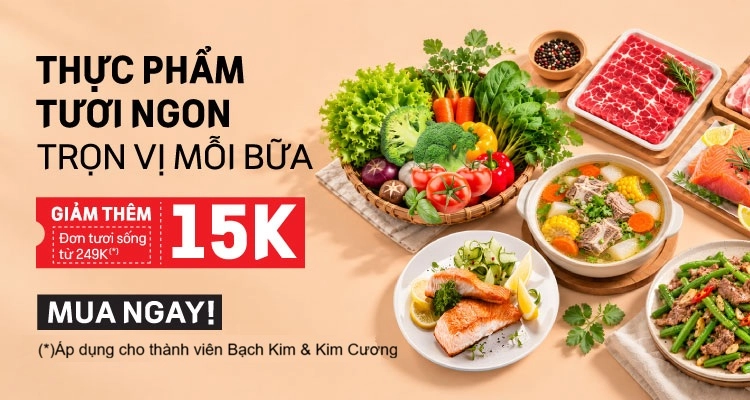 THỰC PHẨM
TƯƠI NGON
TRỌN VỊ MỖI BỮA
GIẢM THÊM
Đơn tươi sống
từ 249K(*)
15K
MUA NGAY!
(*)Áp dụng cho thành viên Bạch Kim & Kim Cương